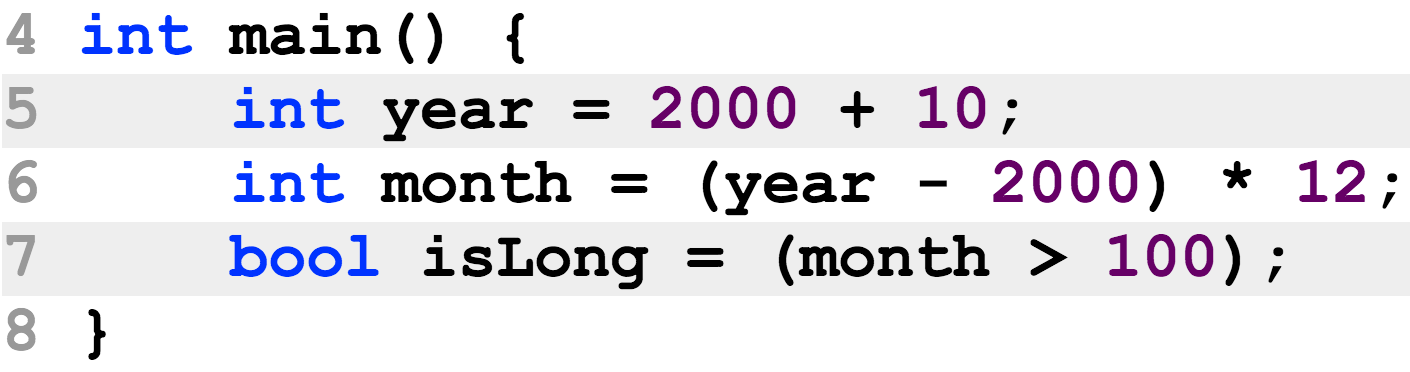 4 int main() {
5 int year = 2000 + 10;
6 int month = (year - 2000) * 12;
7 bool isLong = (month > 100);
8 }